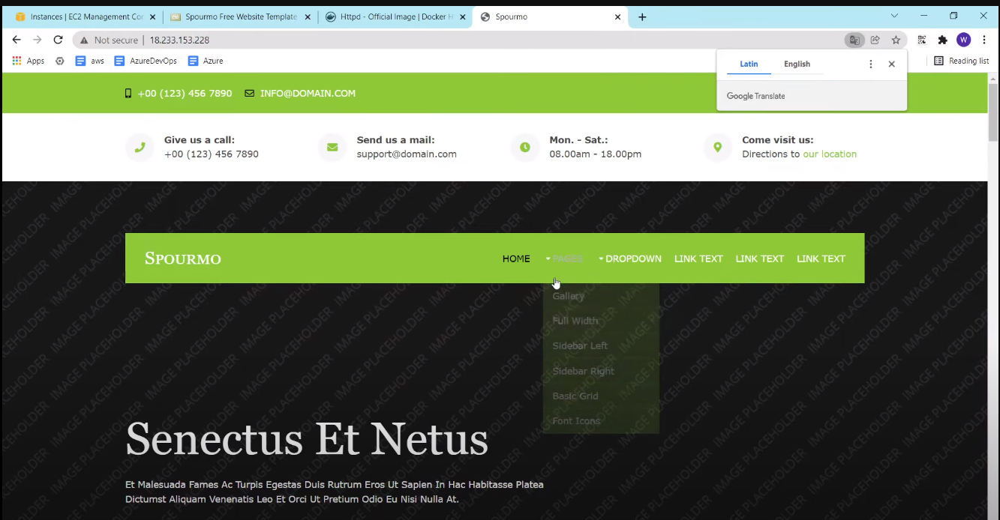 Instances | EC2 Management Con
Spourmo Free Website Template
Httpd - Official Image | Docker H
Spourmo
Not secure | 18.233.153.228
Apps
aws
AzureDevOps
Azure
Reading list
Latin
English
Google Translate
+00 (123) 456 7890
INFO@DOMAIN.COM
Give us a call:
+00 (123) 456 7890
Send us a mail:
support@domain.com
Mon. - Sat.:
08.00am - 18.00pm
Come visit us:
Directions to our location
SPOURMO
HOME
PAGES
DROPDOWN
LINK TEXT
LINK TEXT
LINK TEXT
Gallery
Full Width
Sidebar Left
Sidebar Right
Basic Grid
Font Icons
IMAGE PLACEHOLDER
Senectus Et Netus
Et Malesuada Fames Ac Turpis Egestas Duis Rutrum Eros Ut Sapien In Hac Habitasse Platea
Dictumst Aliquam Venenatis Leo Et Orci Ut Pretium Odio Eu Nisi Nulla At.
W